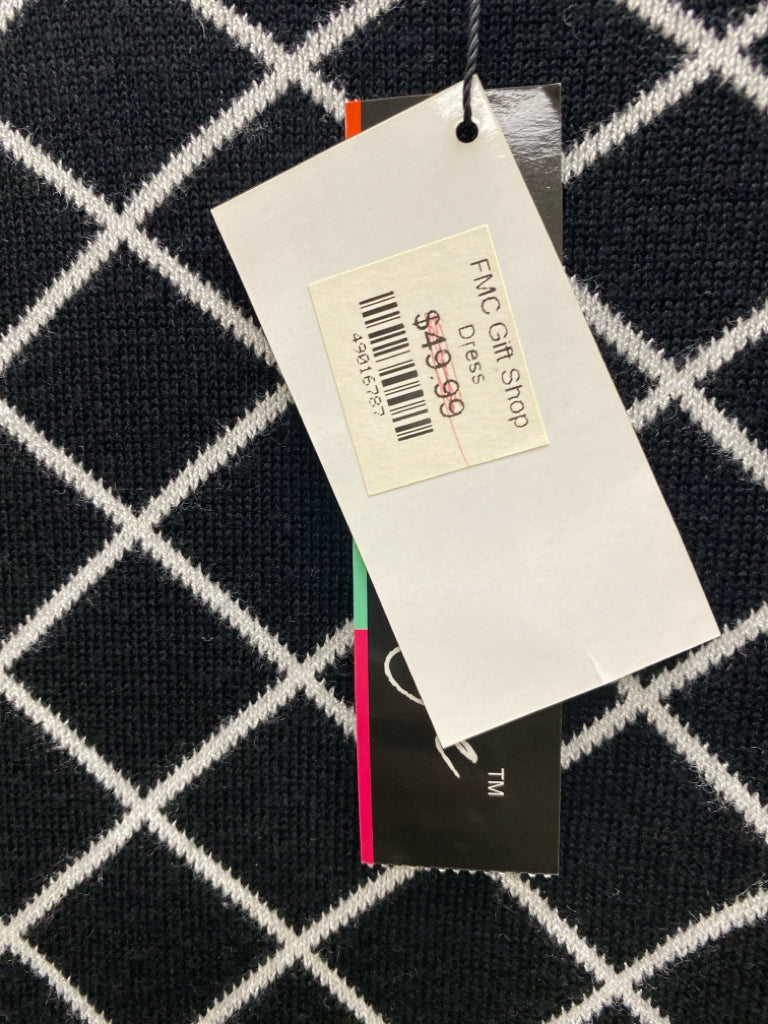 FMC Gift Shop
Dress
$49.99
49016787
TM